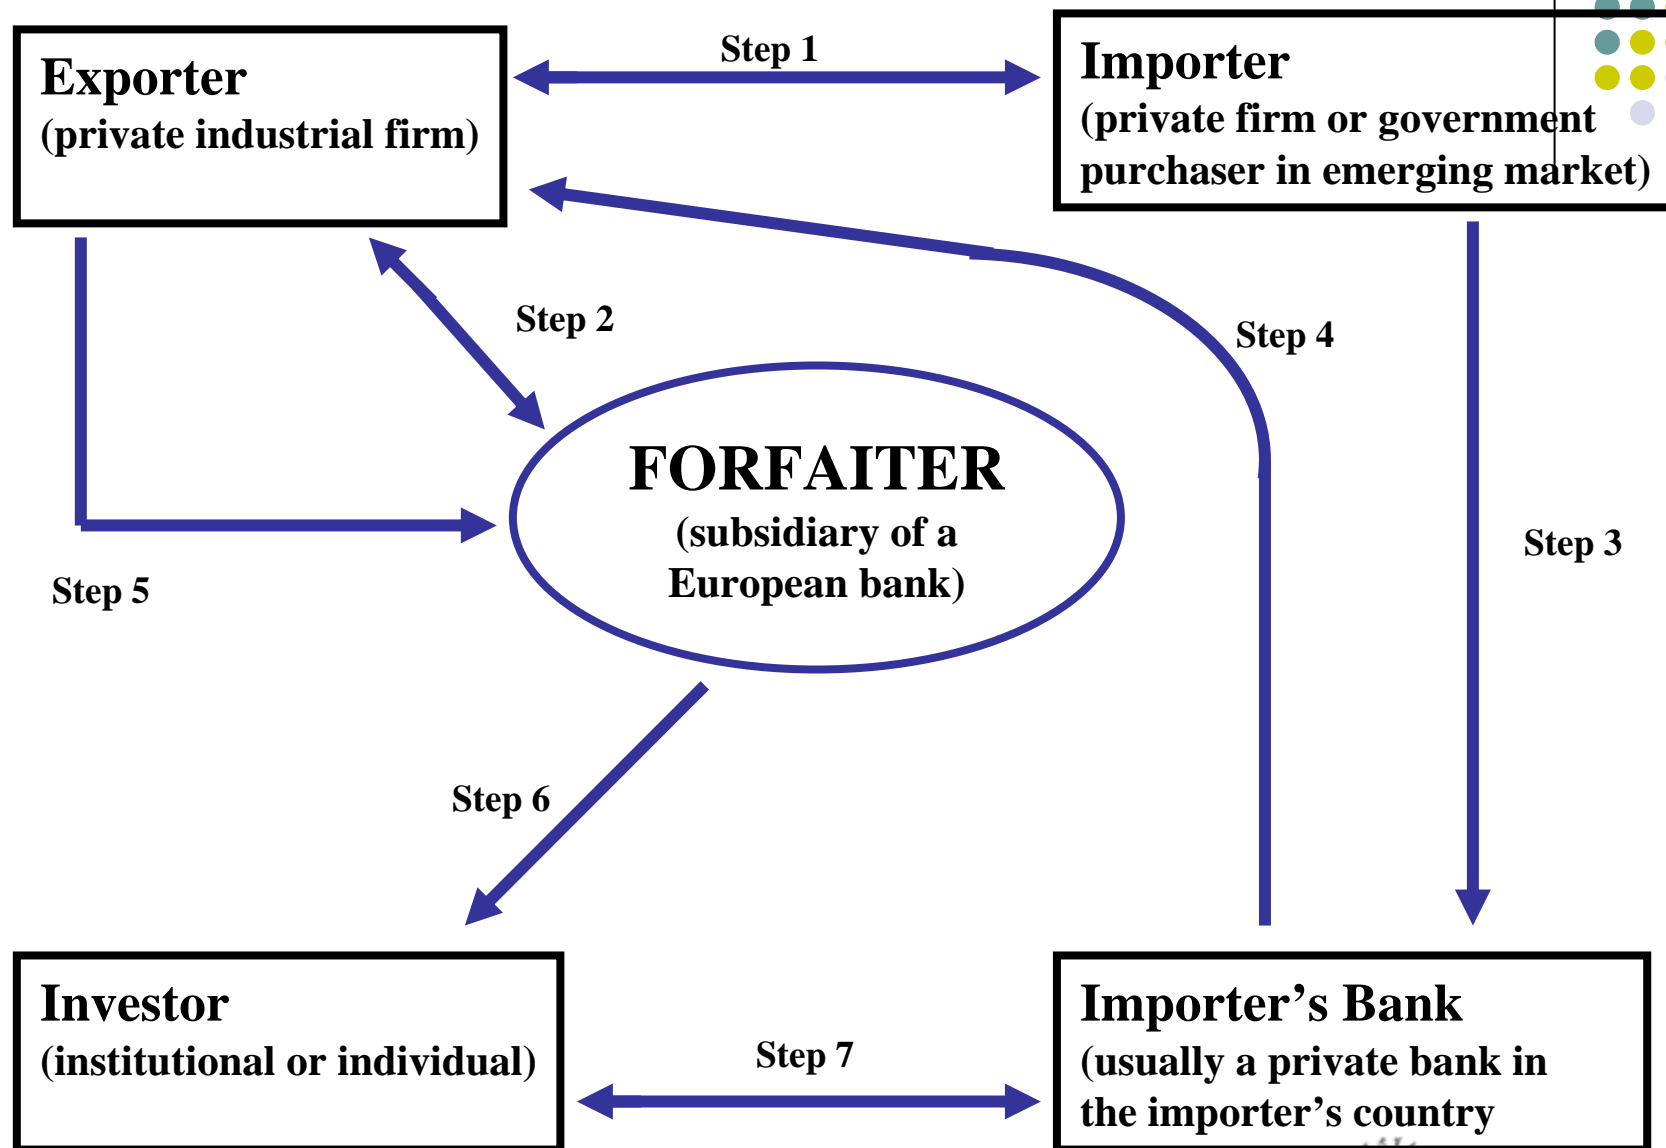 Exporter
(private industrial firm)
Step 1
Importer
(private firm or government
purchaser in emerging market)
Step 2
Step 4
FORFAITER
(subsidiary of a
European bank)
Step 3
Step 5
Step 6
Investor
(institutional or individual)
Step 7
Importer’s Bank
(usually a private bank in
the importer’s country